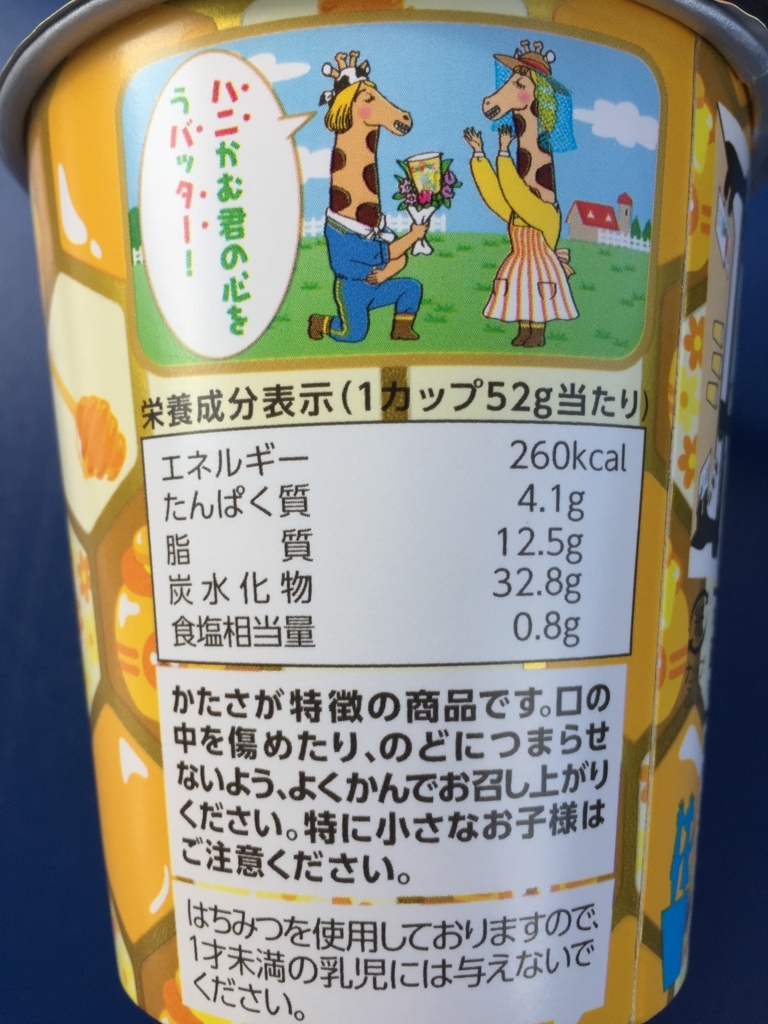 ハニかむ君の心を
うバッター!
栄養成分表示(1カップ52g当たり)
エネルギー 260kcal
たんぱく質 4.1g
脂質 12.5g
炭水化物 32.8g
食塩相当量 0.8g
かたさが特徴の商品です。口の
中を傷めたり、のどにつまらせ
ないよう、よくかんでお召し上がり
ください。特に小さなお子様は
ご注意ください。
はちみつを使用しておりますので、
1才未満の乳児には与えないで
ください。